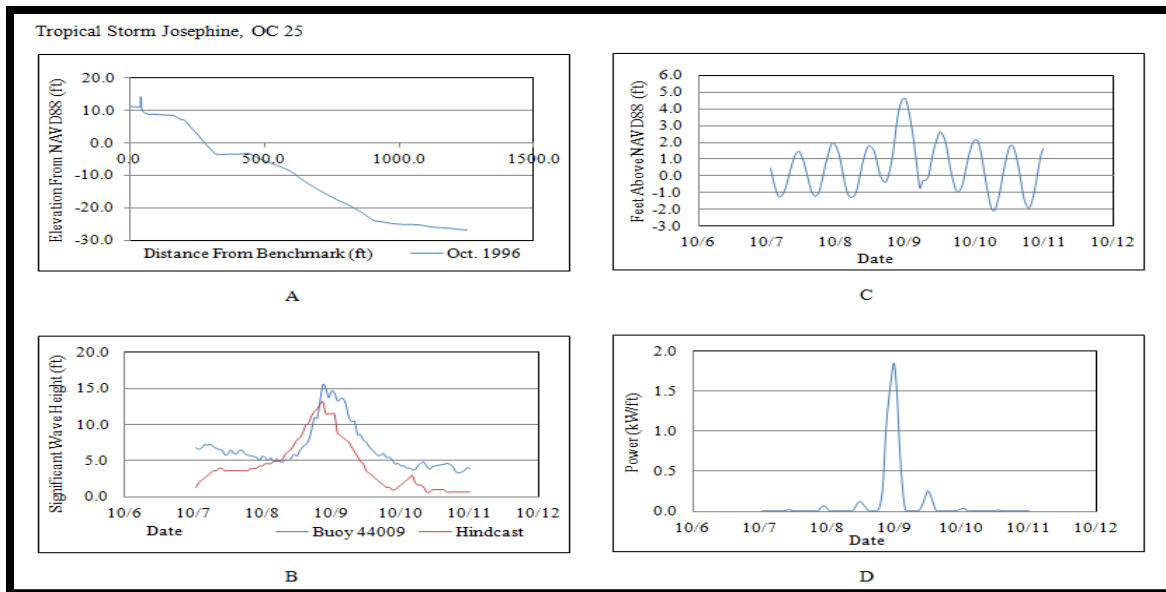 Tropical Storm Josephine, OC 25
Elevation From NAVD88 (ft)
20.0
10.0
0.0
-10.0
-20.0
-30.0
0.0 500.0 1000.0 1500.0
Distance From Benchmark (ft) Oct. 1996
A
Feet Above NAVD88 (ft)
6.0
5.0
4.0
3.0
2.0
1.0
0.0
-1.0
-2.0
-3.0
10/6 10/7 10/8 10/9 10/10 10/11 10/12
Date
C
Significant Wave Height (ft)
20.0
15.0
10.0
5.0
0.0
10/6 10/7 10/8 10/9 10/10 10/11 10/12
Date Buoy 44009 Hindcast
B
Power (kW/ft)
2.0
1.5
1.0
0.5
0.0
10/6 10/7 10/8 10/9 10/10 10/11 10/12
Date
D